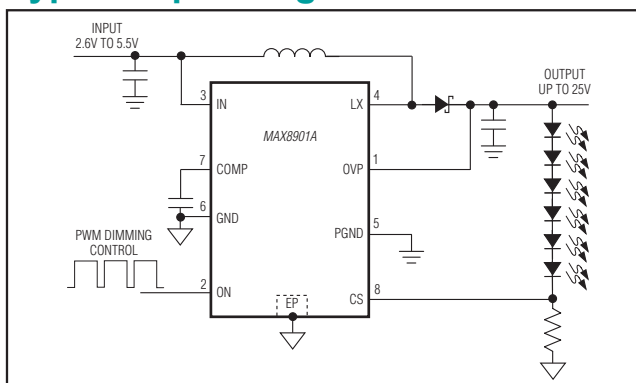 INPUT
2.6V TO 5.5V
OUTPUT
UP TO 25V
3
IN
LX
4
MAX8901A
7
COMP
OVP
1
6
GND
PGND
5
PWM DIMMING
CONTROL
2
ON
EP
CS
8